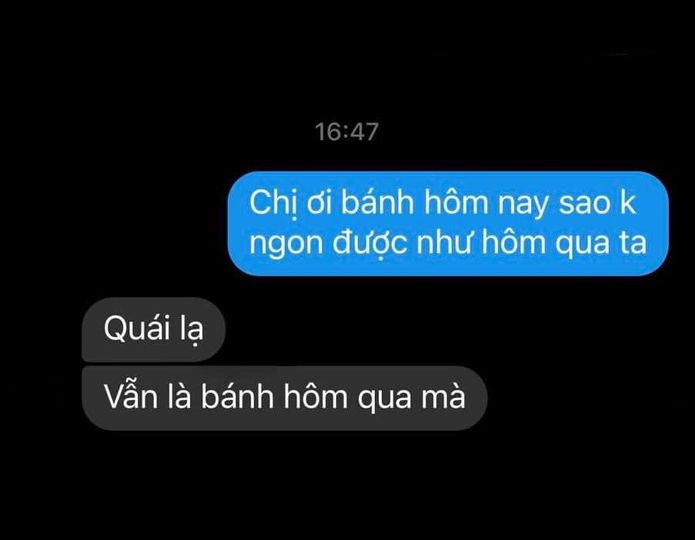 16:47
Chị ơi bánh hôm nay sao k
ngon được như hôm qua ta
Quái lạ
Vẫn là bánh hôm qua mà